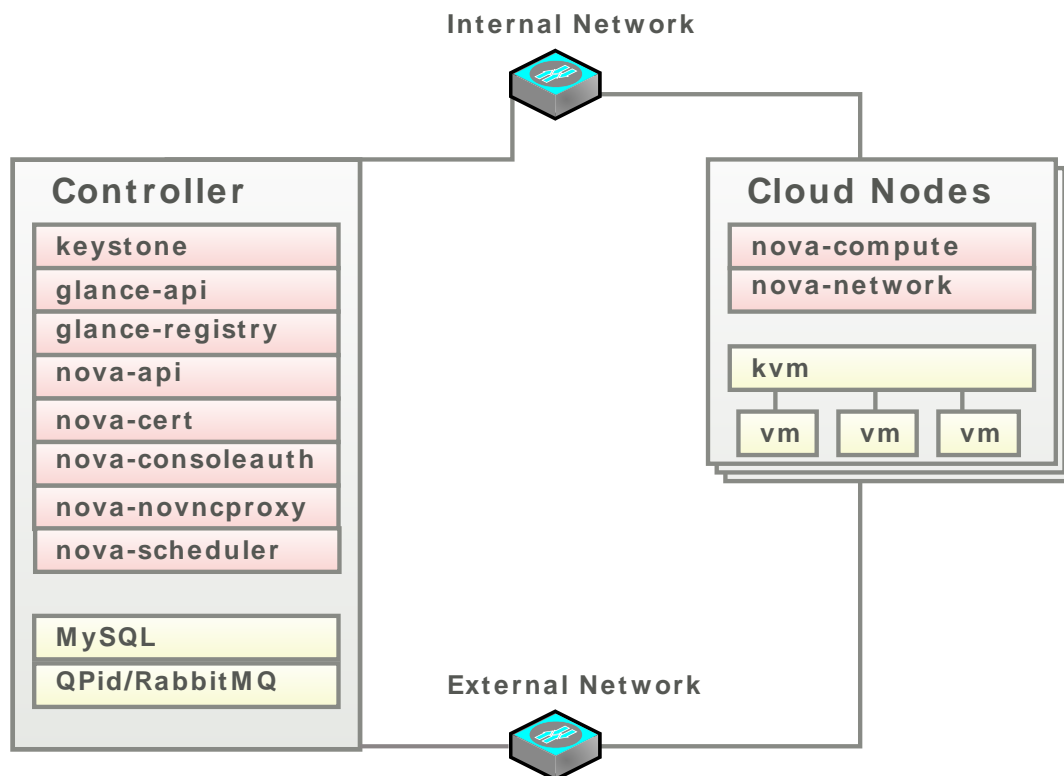 Internal Network
Controller
keystone
glance-api
glance-registry
nova-api
nova-cert
nova-consoleauth
nova-novncproxy
nova-scheduler
MySQL
QPid/RabbitMQ
Cloud Nodes
nova-compute
nova-network
kvm
vm vm vm
External Network